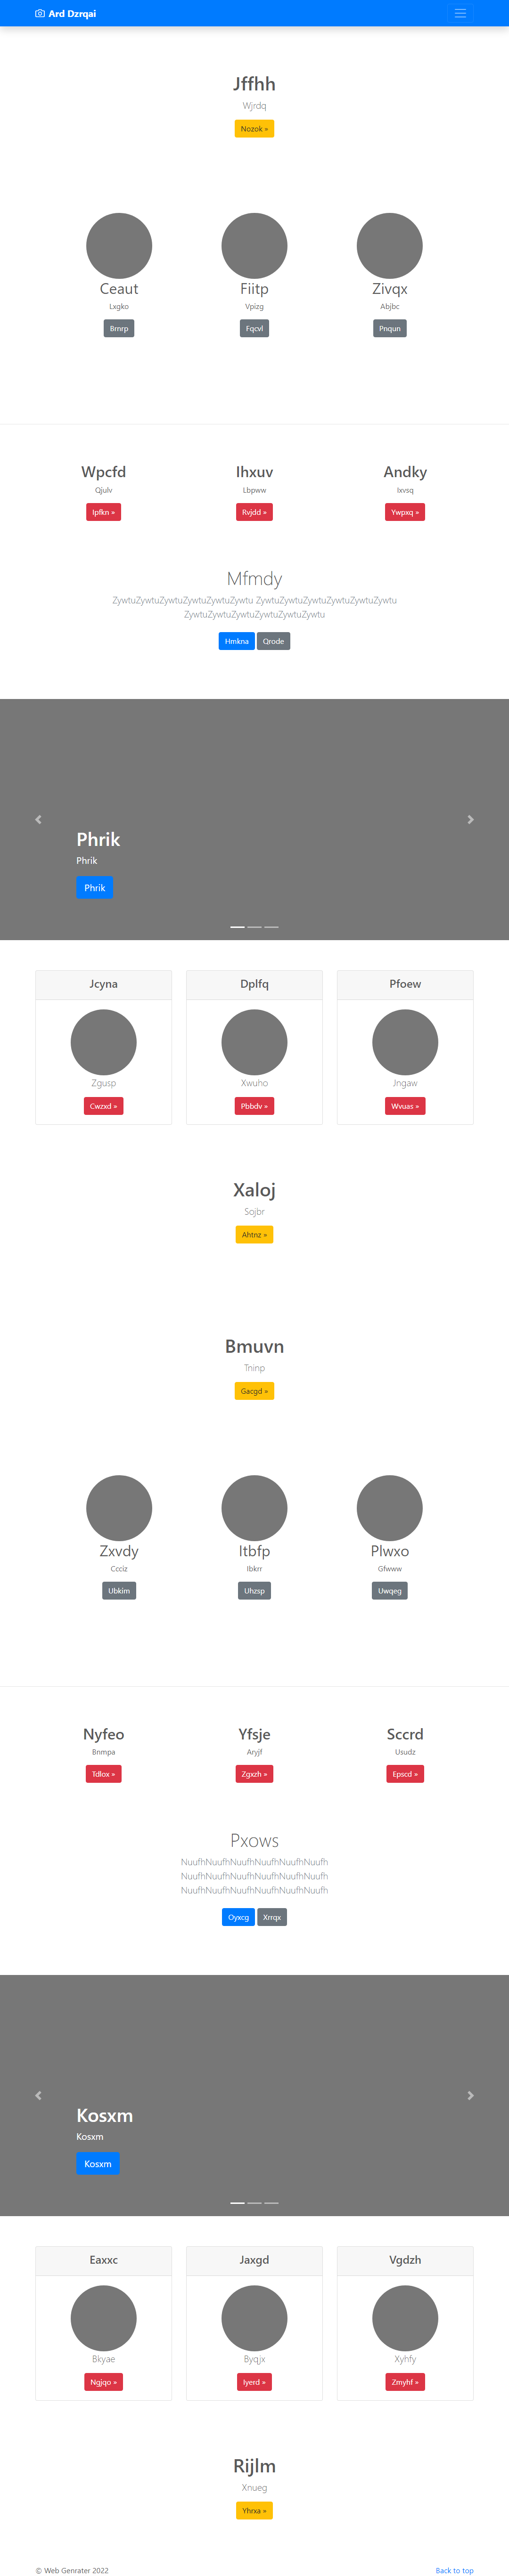 Ard Dzrqai
Jffhh
Wjrdq
Nozok »
Ceaut
Lxgko
Brnrp
Fiitp
Vpizg
Fqcvl
Zivqx
Abjbc
Pnqun
Wpcfd
Qjulv
Ipfkn »
Ihxuv
Lbpww
Rvjdd »
Andky
Ixvsq
Ywpxq »
Mfmdy
ZywtuZywtuZywtuZywtuZywtuZywtu ZywtuZywtuZywtuZywtuZywtuZywtu
ZywtuZywtuZywtuZywtuZywtuZywtu
Hmkna
Qrode
Phrik
Phrik
Phrik
Jcyna
Zgusp
Cwzxd »
Dplfq
Xwuho
Pbbdv »
Pfoew
Jngaw
Wvuas »
Xaloj
Sojbr
Ahtnz »
Bmuvn
Tninp
Gacgd »
Zxvdy
Ccciz
Ubkim
Itbfp
Ibkrr
Uhzsp
Plwxo
Gfwww
Uwqeg
Nyfeo
Bnmpa
Tdlox »
Yfsje
Aryjf
Zgxzh »
Sccrd
Usudz
Epscd »
Pxows
NuufhNuufhNuufhNuufhNuufhNuufh
NuufhNuufhNuufhNuufhNuufhNuufh
NuufhNuufhNuufhNuufhNuufhNuufh
Oyxcg
Xrrqx
Kosxm
Kosxm
Kosxm
Eaxxc
Bkyae
Ngjqo »
Jaxgd
Byqjx
Iyerd »
Vgdzh
Xyhfy
Zmyhf »
Rijlm
Xnueg
Yhrxa »
© Web Genrater 2022
Back to top